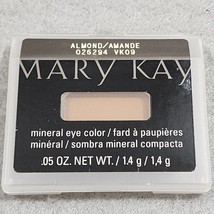 ALMOND/AMANDE
026294 VK09
MARY KAY
mineral eye color / fard à paupières
minéral / sombra mineral compacta
.05 OZ. NET WT. / 1.4 g / 1,4 g